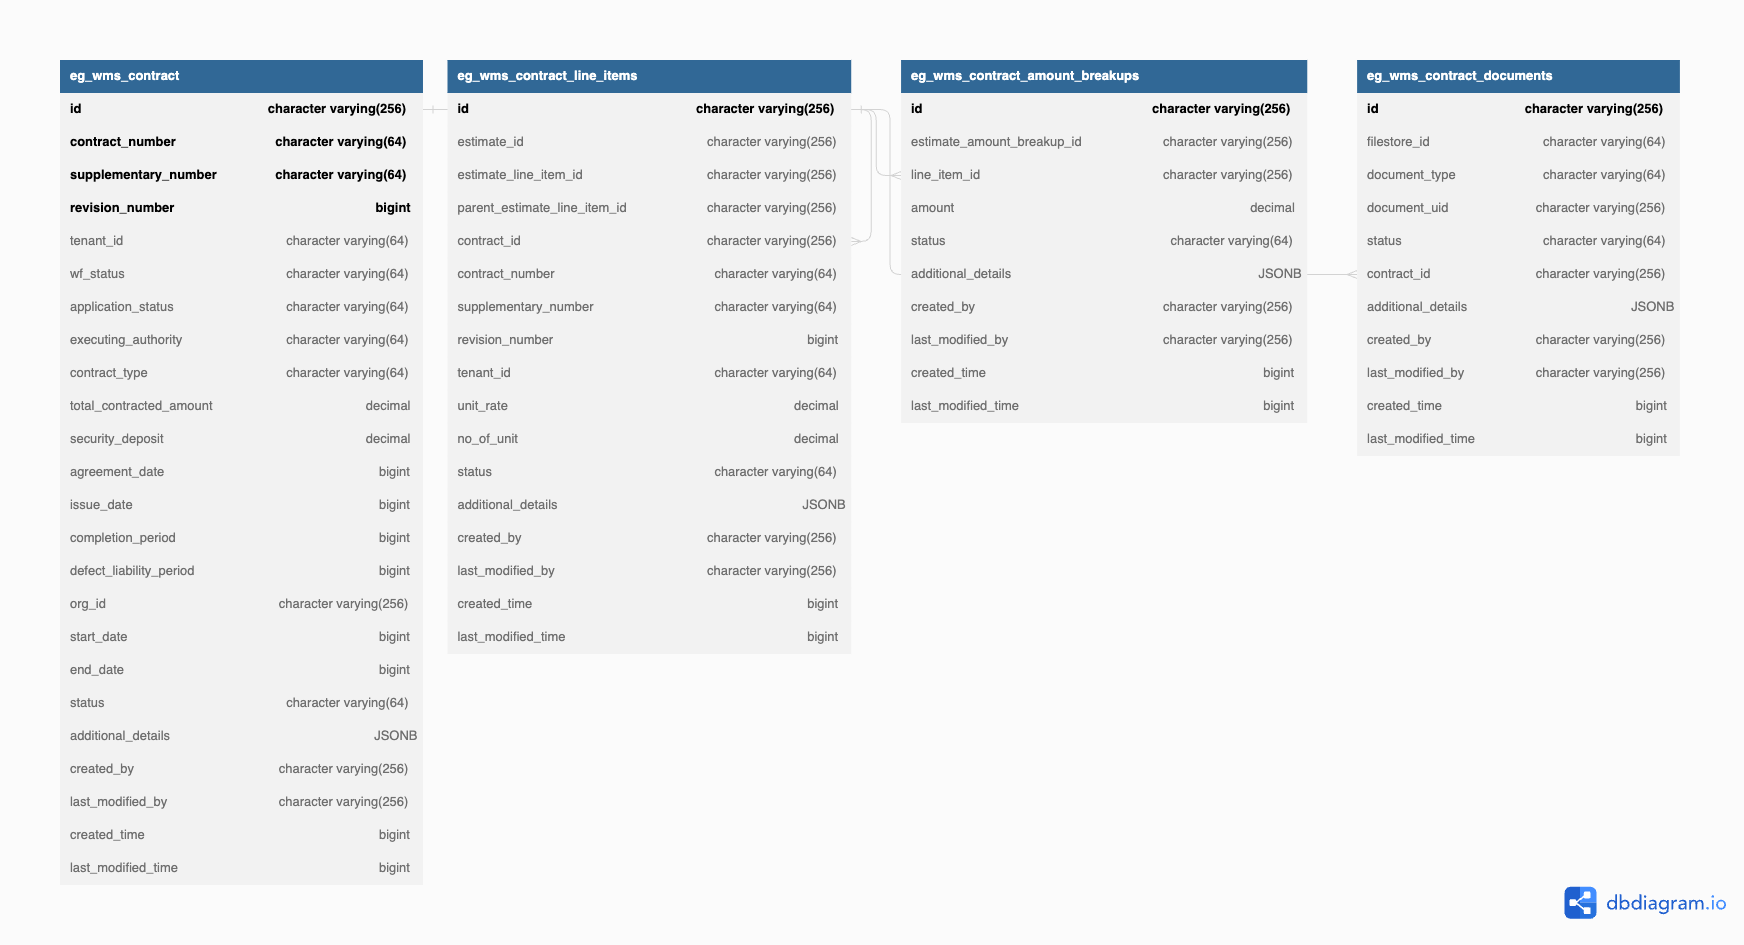 eg_wms_contract
id character varying(256)
contract_number character varying(64)
supplementary_number character varying(64)
revision_number bigint
tenant_id character varying(64)
wf_status character varying(64)
application_status character varying(64)
executing_authority character varying(64)
contract_type character varying(64)
total_contracted_amount decimal
security_deposit decimal
agreement_date bigint
issue_date bigint
completion_period bigint
defect_liability_period bigint
org_id character varying(256)
start_date bigint
end_date bigint
status character varying(64)
additional_details JSONB
created_by character varying(256)
last_modified_by character varying(256)
created_time bigint
last_modified_time bigint
eg_wms_contract_line_items
id character varying(256)
estimate_id character varying(256)
estimate_line_item_id character varying(256)
parent_estimate_line_item_id character varying(256)
contract_id character varying(256)
contract_number character varying(64)
supplementary_number character varying(64)
revision_number bigint
tenant_id character varying(64)
unit_rate decimal
no_of_unit decimal
status character varying(64)
additional_details JSONB
created_by character varying(256)
last_modified_by character varying(256)
created_time bigint
last_modified_time bigint
eg_wms_contract_amount_breakups
id character varying(256)
estimate_amount_breakup_id character varying(256)
line_item_id character varying(256)
amount decimal
status character varying(64)
additional_details JSONB
created_by character varying(256)
last_modified_by character varying(256)
created_time bigint
last_modified_time bigint
eg_wms_contract_documents
id character varying(256)
filestore_id character varying(64)
document_type character varying(64)
document_uid character varying(256)
status character varying(64)
contract_id character varying(256)
additional_details JSONB
created_by character varying(256)
last_modified_by character varying(256)
created_time bigint
last_modified_time bigint
dbdiagram.io